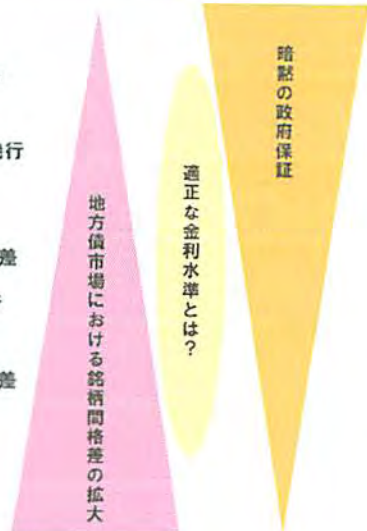 行
差
差
地方債市場における銘柄間格差の拡大
適正な金利水準とは？
暗黙の政府保証